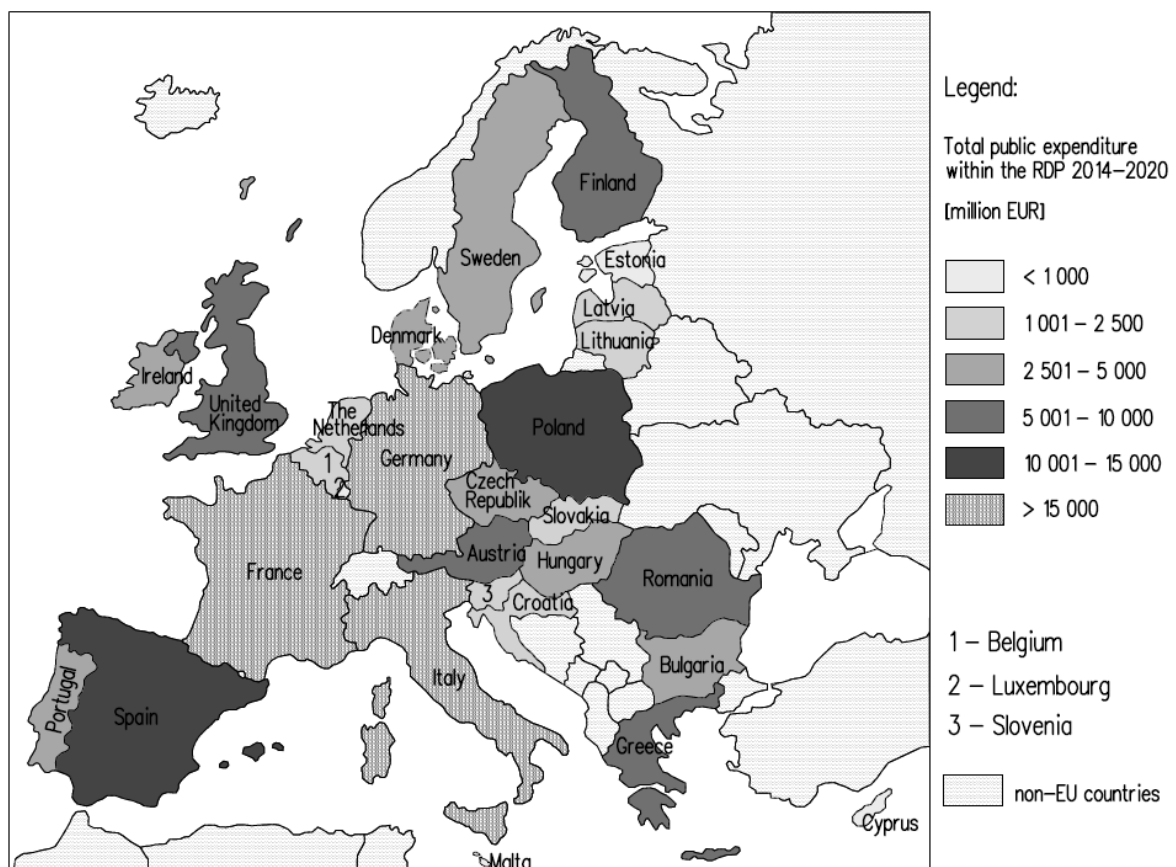 Legend:
Total public expenditure
within the RDP 2014–2020
[million EUR]
< 1 000
1 001 – 2 500
2 501 – 5 000
5 001 – 10 000
10 001 – 15 000
> 15 000
1 – Belgium
2 – Luxembourg
3 – Slovenia
non-EU countries
Finland
Sweden
Estonia
Latvia
Lithuania
Denmark
Ireland
United
Kingdom
The
Netherlands
1
2
Germany
Poland
Czech
Republik
Slovakia
Austria
Hungary
France
Romania
3
Croatia
Italy
Bulgaria
Portugal
Spain
Greece
Cyprus
Malta